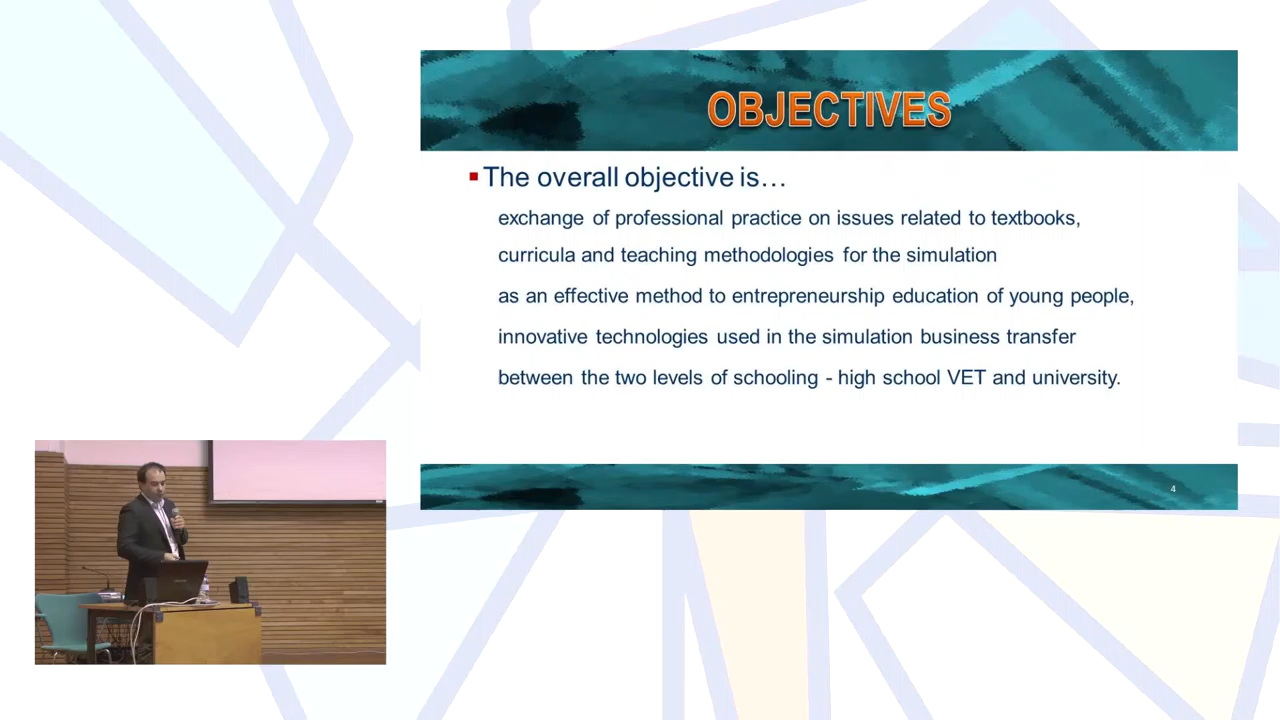 OBJECTIVES
The overall objective is…
exchange of professional practice on issues related to textbooks,
curricula and teaching methodologies for the simulation
as an effective method to entrepreneurship education of young people,
innovative technologies used in the simulation business transfer
between the two levels of schooling - high school VET and university.
4